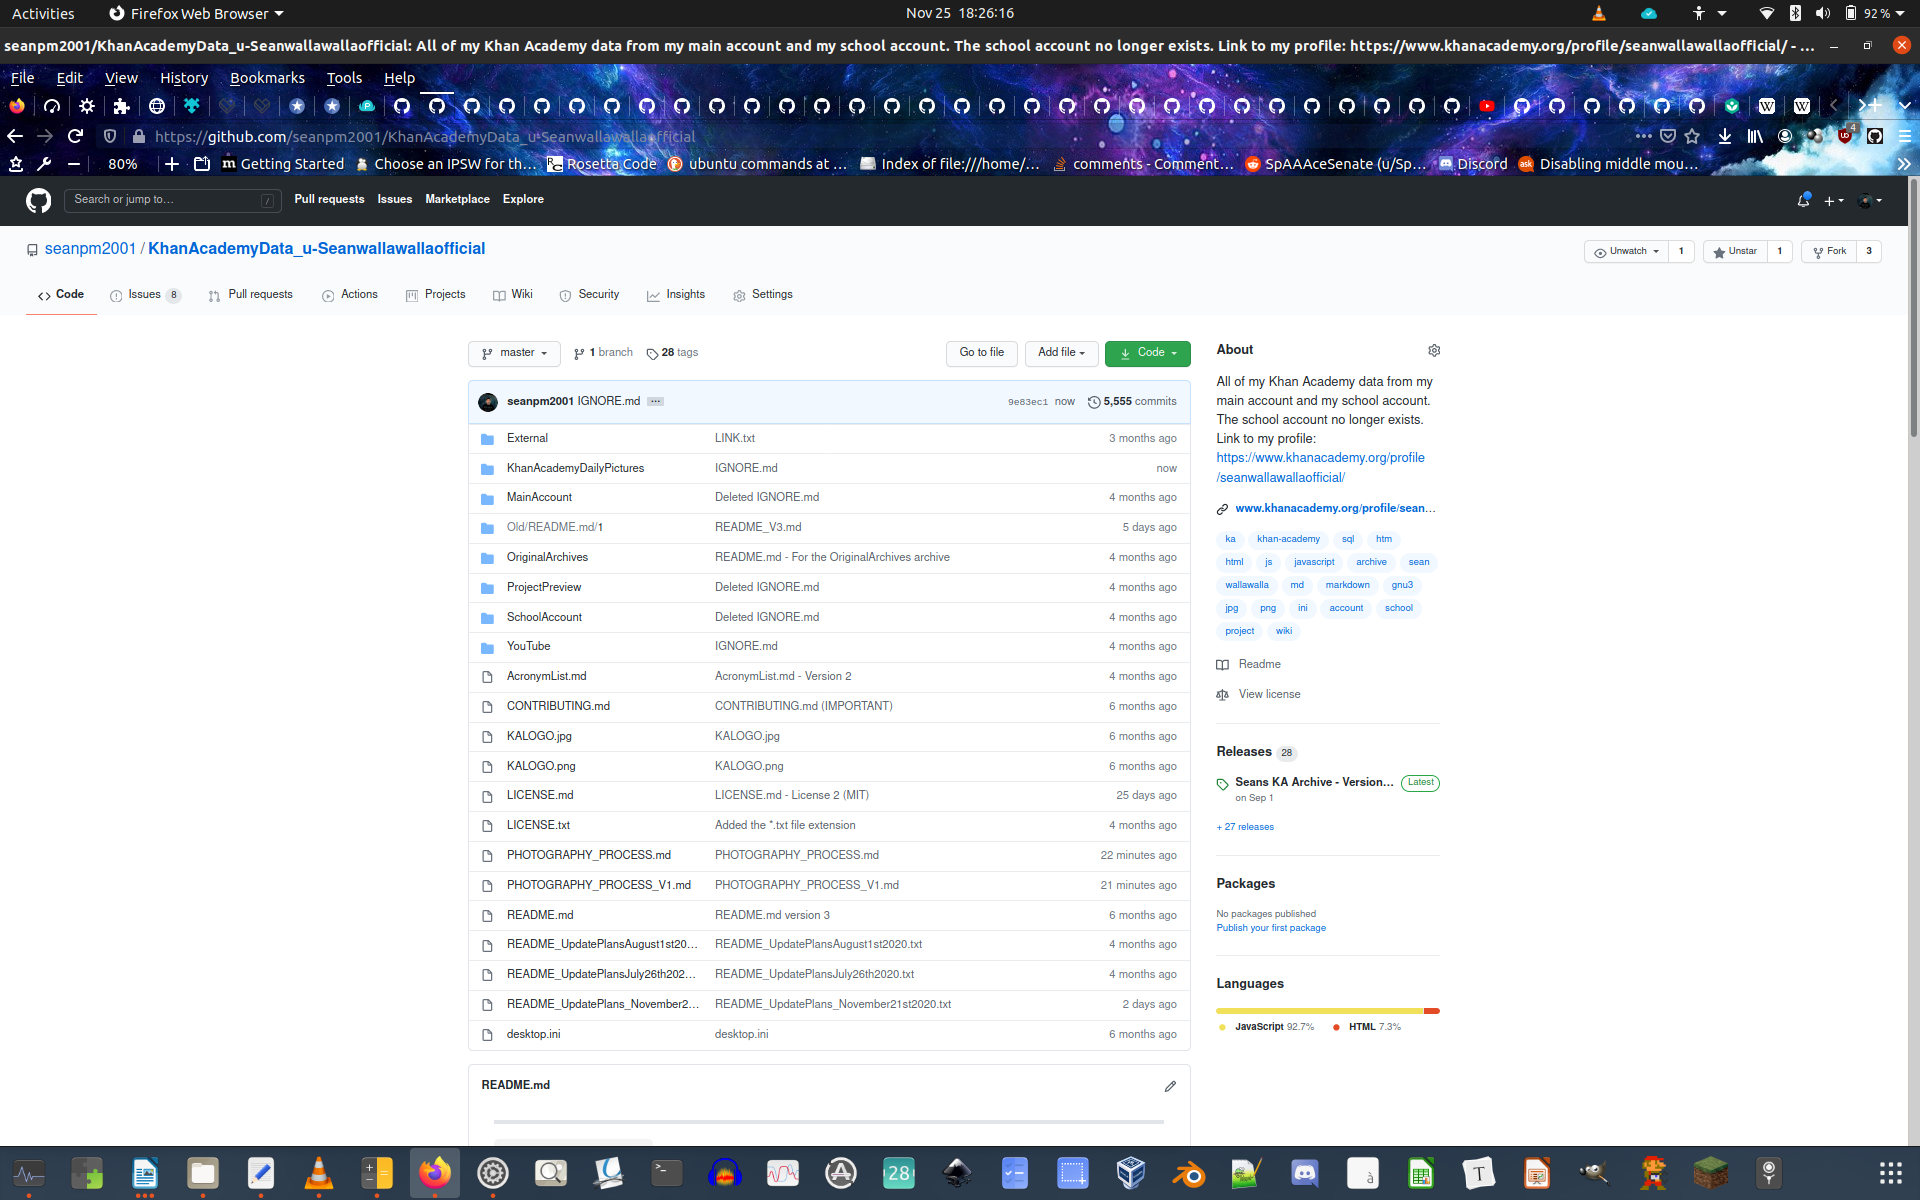 Activities Firefox Web Browser Nov 25 18:26:16 92 %
seanpm2001/KhanAcademyData_u-Seanwallawallaofficial: All of my Khan Academy data from my main account and my school account. The school account no longer exists. Link to my profile: https://www.khanacademy.org/profile/seanwallawallaofficial/ - ...
File Edit View History Bookmarks Tools Help
https://github.com/seanpm2001/KhanAcademyData_u-Seanwallawallaofficial
80% Getting Started Choose an IPSW for th... Rosetta Code ubuntu commands at ... Index of file:///home/... comments - Comment... SpAAAceSenate (u/Sp... Discord Disabling middle mou...
Search or jump to... / Pull requests Issues Marketplace Explore
seanpm2001 / KhanAcademyData_u-Seanwallawallaofficial Unwatch 1 Unstar 1 Fork 3
Code Issues 8 Pull requests Actions Projects Wiki Security Insights Settings
master 1 branch 28 tags Go to file Add file Code
seanpm2001 IGNORE.md ... 9e83ec1 now 5,555 commits
External LINK.txt 3 months ago
KhanAcademyDailyPictures IGNORE.md now
MainAccount Deleted IGNORE.md 4 months ago
Old/README.md/1 README_V3.md 5 days ago
OriginalArchives README.md - For the OriginalArchives archive 4 months ago
ProjectPreview Deleted IGNORE.md 4 months ago
SchoolAccount Deleted IGNORE.md 4 months ago
YouTube IGNORE.md 4 months ago
AcronymList.md AcronymList.md - Version 2 4 months ago
CONTRIBUTING.md CONTRIBUTING.md (IMPORTANT) 6 months ago
KALOGO.jpg KALOGO.jpg 6 months ago
KALOGO.png KALOGO.png 6 months ago
LICENSE.md LICENSE.md - License 2 (MIT) 25 days ago
LICENSE.txt Added the *.txt file extension 4 months ago
PHOTOGRAPHY_PROCESS.md PHOTOGRAPHY_PROCESS.md 22 minutes ago
PHOTOGRAPHY_PROCESS_V1.md PHOTOGRAPHY_PROCESS_V1.md 21 minutes ago
README.md README.md version 3 6 months ago
README_UpdatePlansAugust1st20... README_UpdatePlansAugust1st2020.txt 4 months ago
README_UpdatePlansJuly26th202... README_UpdatePlansJuly26th2020.txt 4 months ago
README_UpdatePlans_November2... README_UpdatePlans_November21st2020.txt 2 days ago
desktop.ini desktop.ini 6 months ago
README.md
About
All of my Khan Academy data from my
main account and my school account.
The school account no longer exists.
Link to my profile:
https://www.khanacademy.org/profile
/seanwallawallaofficial/
www.khanacademy.org/profile/sean...
ka khan-academy sql htm
html js javascript archive sean
wallawalla md markdown gnu3
jpg png ini account school
project wiki
Readme
View license
Releases 28
Seans KA Archive - Version... Latest
on Sep 1
+ 27 releases
Packages
No packages published
Publish your first package
Languages
JavaScript 92.7% HTML 7.3%
28